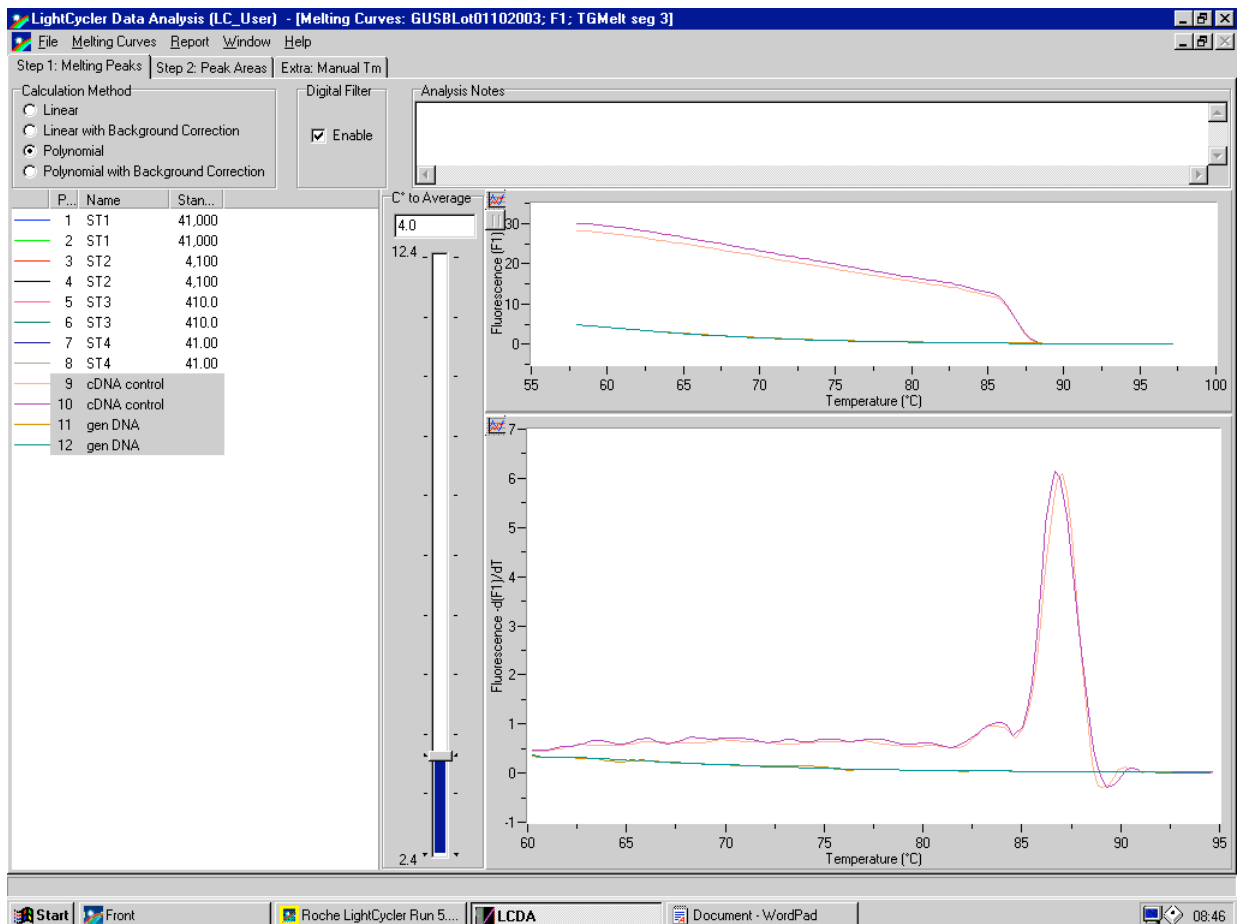 LightCycler Data Analysis (LC_User) - [Melting Curves: GUSBLot01102003; F1; TGMelt seg 3]
File Melting Curves Report Window Help
Step 1: Melting Peaks Step 2: Peak Areas Extra: Manual Tm
Calculation Method
Linear
Linear with Background Correction
Polynomial
Polynomial with Background Correction
Digital Filter
Enable
Analysis Notes
P... Name Stan...
1 ST1 41,000
2 ST1 41,000
3 ST2 4,100
4 ST2 4,100
5 ST3 410.0
6 ST3 410.0
7 ST4 41.00
8 ST4 41.00
9 cDNA control
10 cDNA control
11 gen DNA
12 gen DNA
C° to Average
4.0
12.4
2.4
Fluorescence (F1)
30
20
10
0
55 60 65 70 75 80 85 90 95 100
Temperature (°C)
Fluorescence -d(F1)/dT
7
6
5
4
3
2
1
0
-1
60 65 70 75 80 85 90 95
Temperature (°C)
Start Front Roche LightCycler Run 5.... LCDA Document - WordPad 08:46